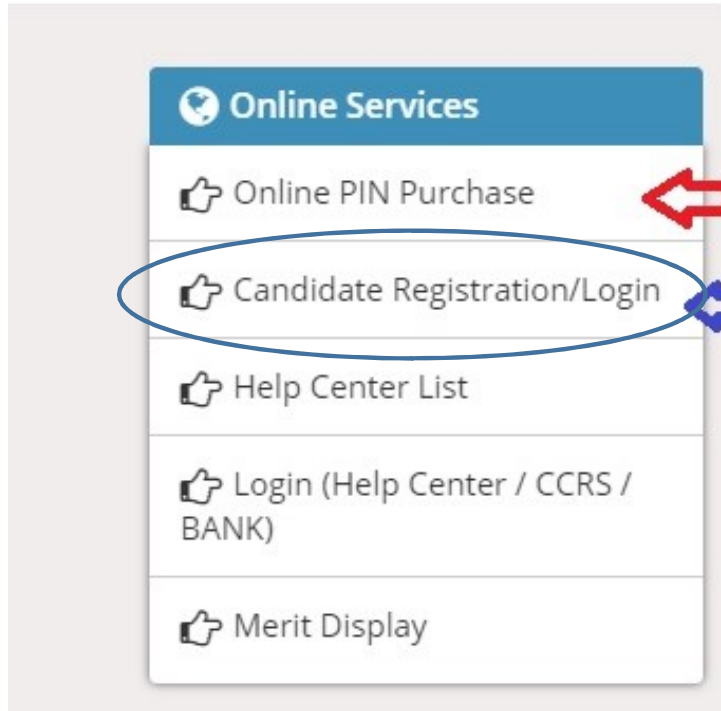 Online Services
Online PIN Purchase
Candidate Registration/Login
Help Center List
Login (Help Center / CCRS /
BANK)
Merit Display